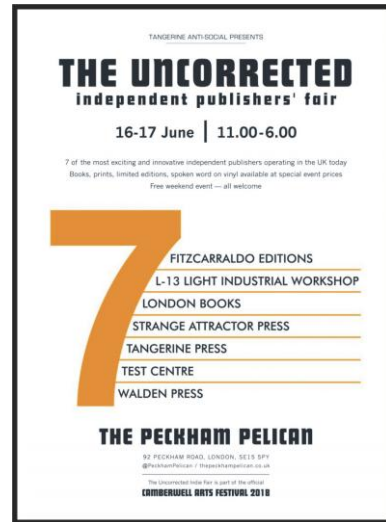 TANGERINE ANTI-SOCIAL PRESENTS
THE UNCORRECTED
independent publishers' fair
16-17 June | 11.00-6.00
7 of the most exciting and innovative independent publishers operating in the UK today
Books, prints, limited editions, spoken word on vinyl available at special event prices
Free weekend event — all welcome
7
FITZCARRALDO EDITIONS
L-13 LIGHT INDUSTRIAL WORKSHOP
LONDON BOOKS
STRANGE ATTRACTOR PRESS
TANGERINE PRESS
TEST CENTRE
WALDEN PRESS
THE PECKHAM PELICAN
92 PECKHAM ROAD, LONDON, SE15 5PY
@PeckhamPelican / thepeckhampelican.co.uk
The Uncorrected Indie Fair is part of the official
CAMBERWELL ARTS FESTIVAL 2018